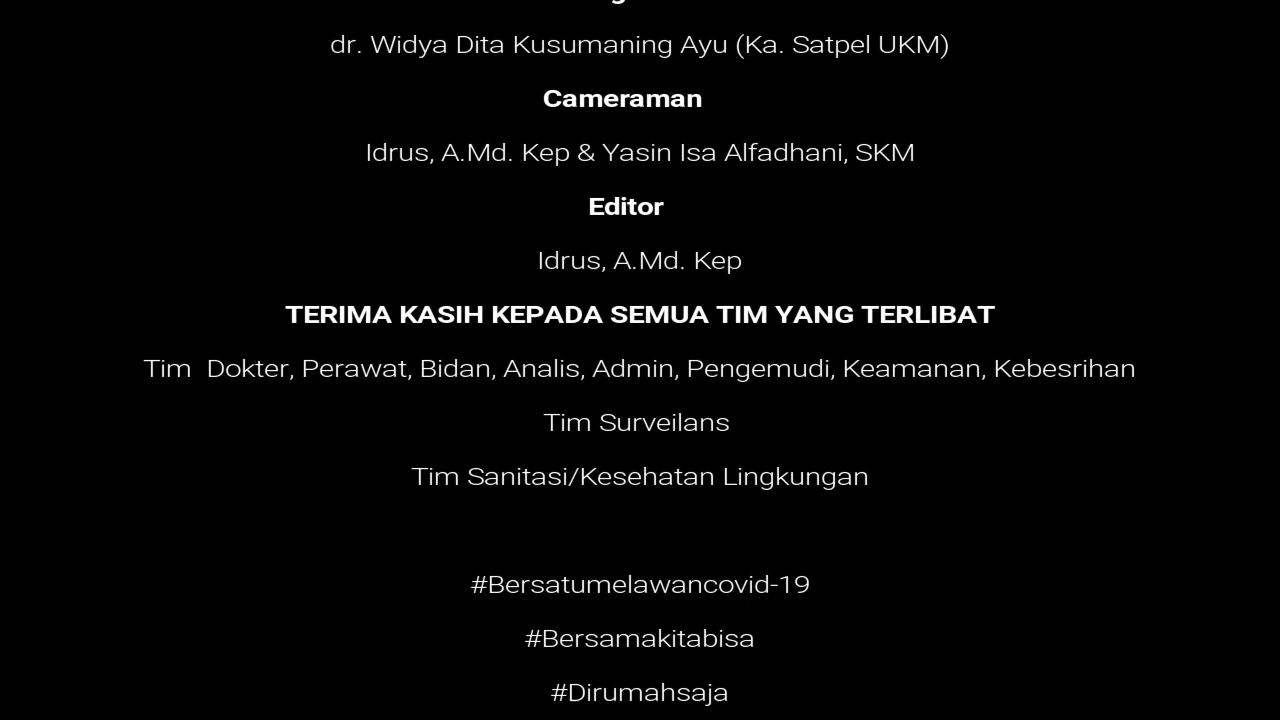 dr. Widya Dita Kusumaning Ayu (Ka. Satpel UKM)
Cameraman
Idrus, A.Md. Kep & Yasin Isa Alfadhani, SKM
Editor
Idrus, A.Md. Kep
TERIMA KASIH KEPADA SEMUA TIM YANG TERLIBAT
Tim  Dokter, Perawat, Bidan, Analis, Admin, Pengemudi, Keamanan, Kebesrihan
Tim Surveilans
Tim Sanitasi/Kesehatan Lingkungan
#Bersatumelawancovid-19
#Bersamakitabisa
#Dirumahsaja